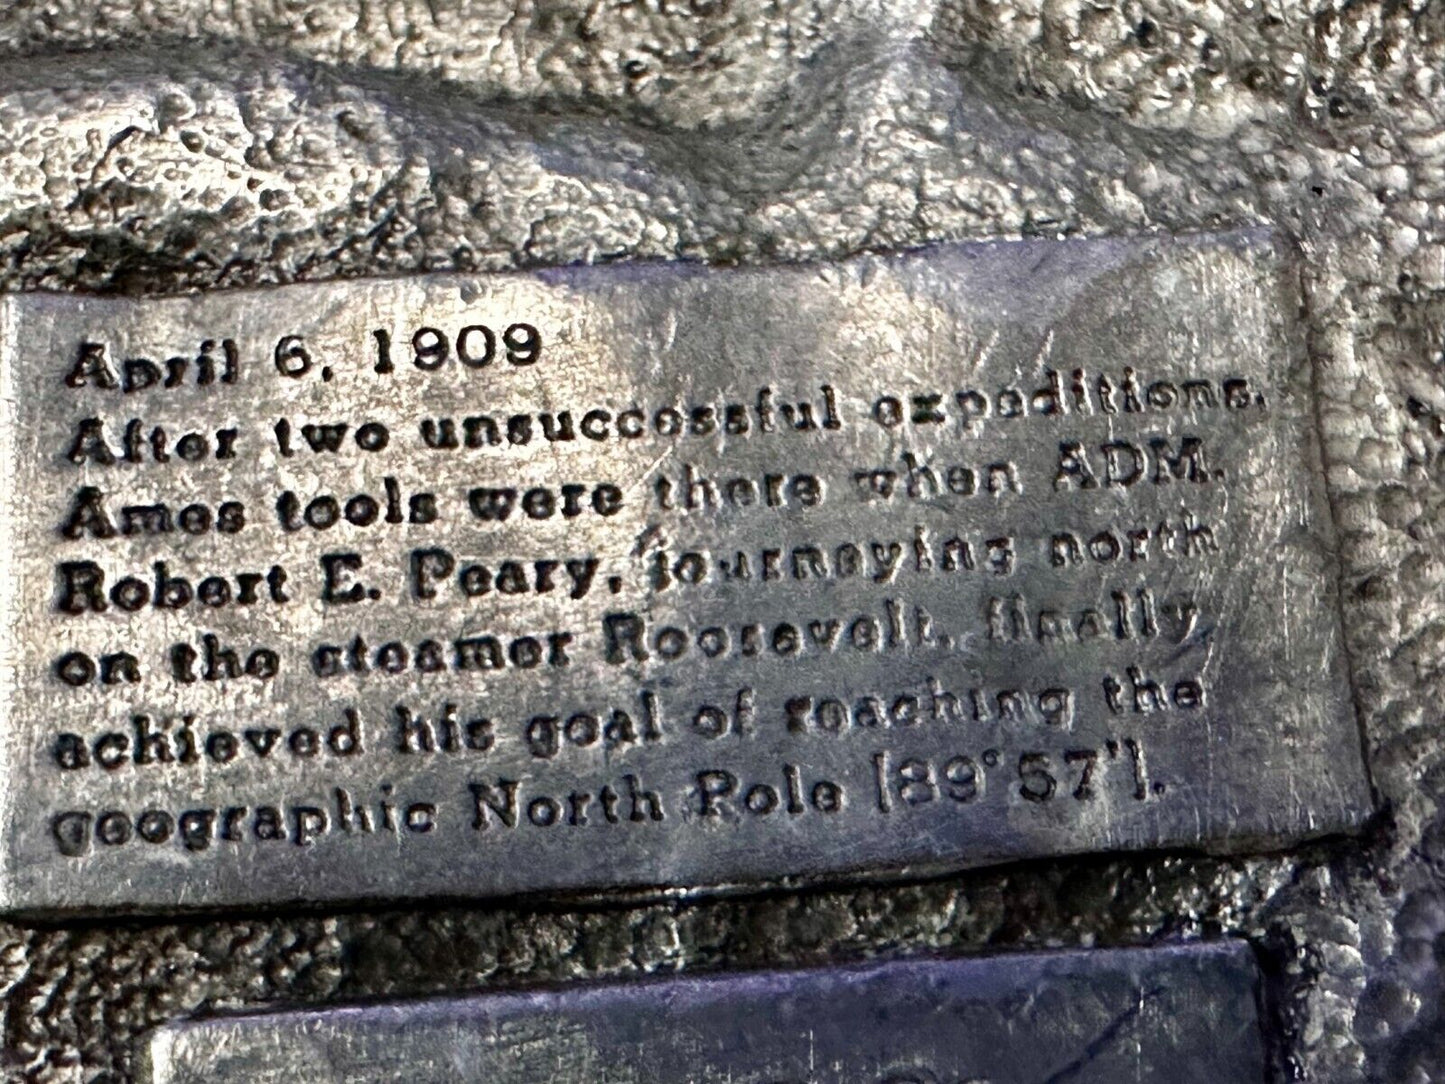 April 6, 1909
After two unsuccessful expeditions,
Ames tools were there when ADM.
Robert E. Peary, journeying north
on the steamer Roosevelt, finally
achieved his goal of reaching the
geographic North Pole [89°57"].